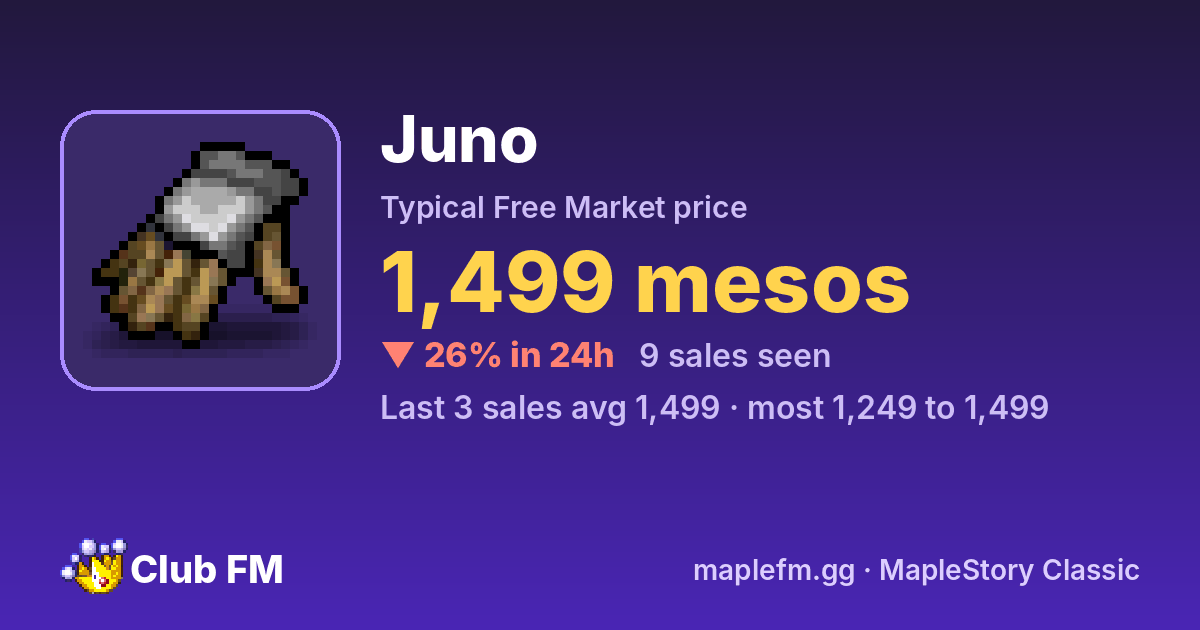 Juno
Typical Free Market price
1,499 mesos
▼ 26% in 24h 9 sales seen
Last 3 sales avg 1,499 · most 1,249 to 1,499
Club FM
maplefm.gg · MapleStory Classic